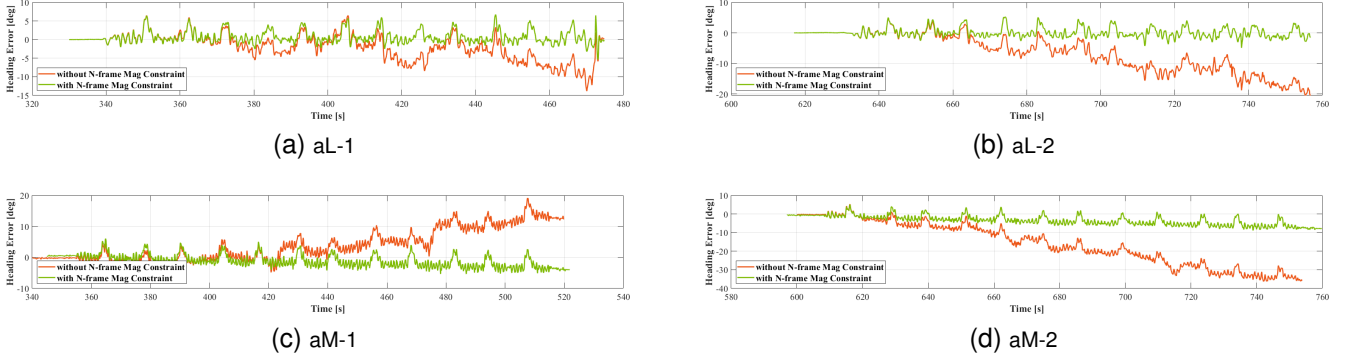 Heading Error [deg]
10
5
0
-5
-10
-15
without N-frame Mag Constraint
with N-frame Mag Constraint
320
340
360
380
400
420
440
460
480
Time [s]
(a) aL-1
Heading Error [deg]
10
0
-10
-20
without N-frame Mag Constraint
with N-frame Mag Constraint
600
620
640
660
680
700
720
740
760
Time [s]
(b) aL-2
Heading Error [deg]
20
10
0
-10
without N-frame Mag Constraint
with N-frame Mag Constraint
340
360
380
400
420
440
460
480
500
520
540
Time [s]
(c) aM-1
Heading Error [deg]
10
0
-10
-20
-30
-40
without N-frame Mag Constraint
with N-frame Mag Constraint
580
600
620
640
660
680
700
720
740
760
Time [s]
(d) aM-2